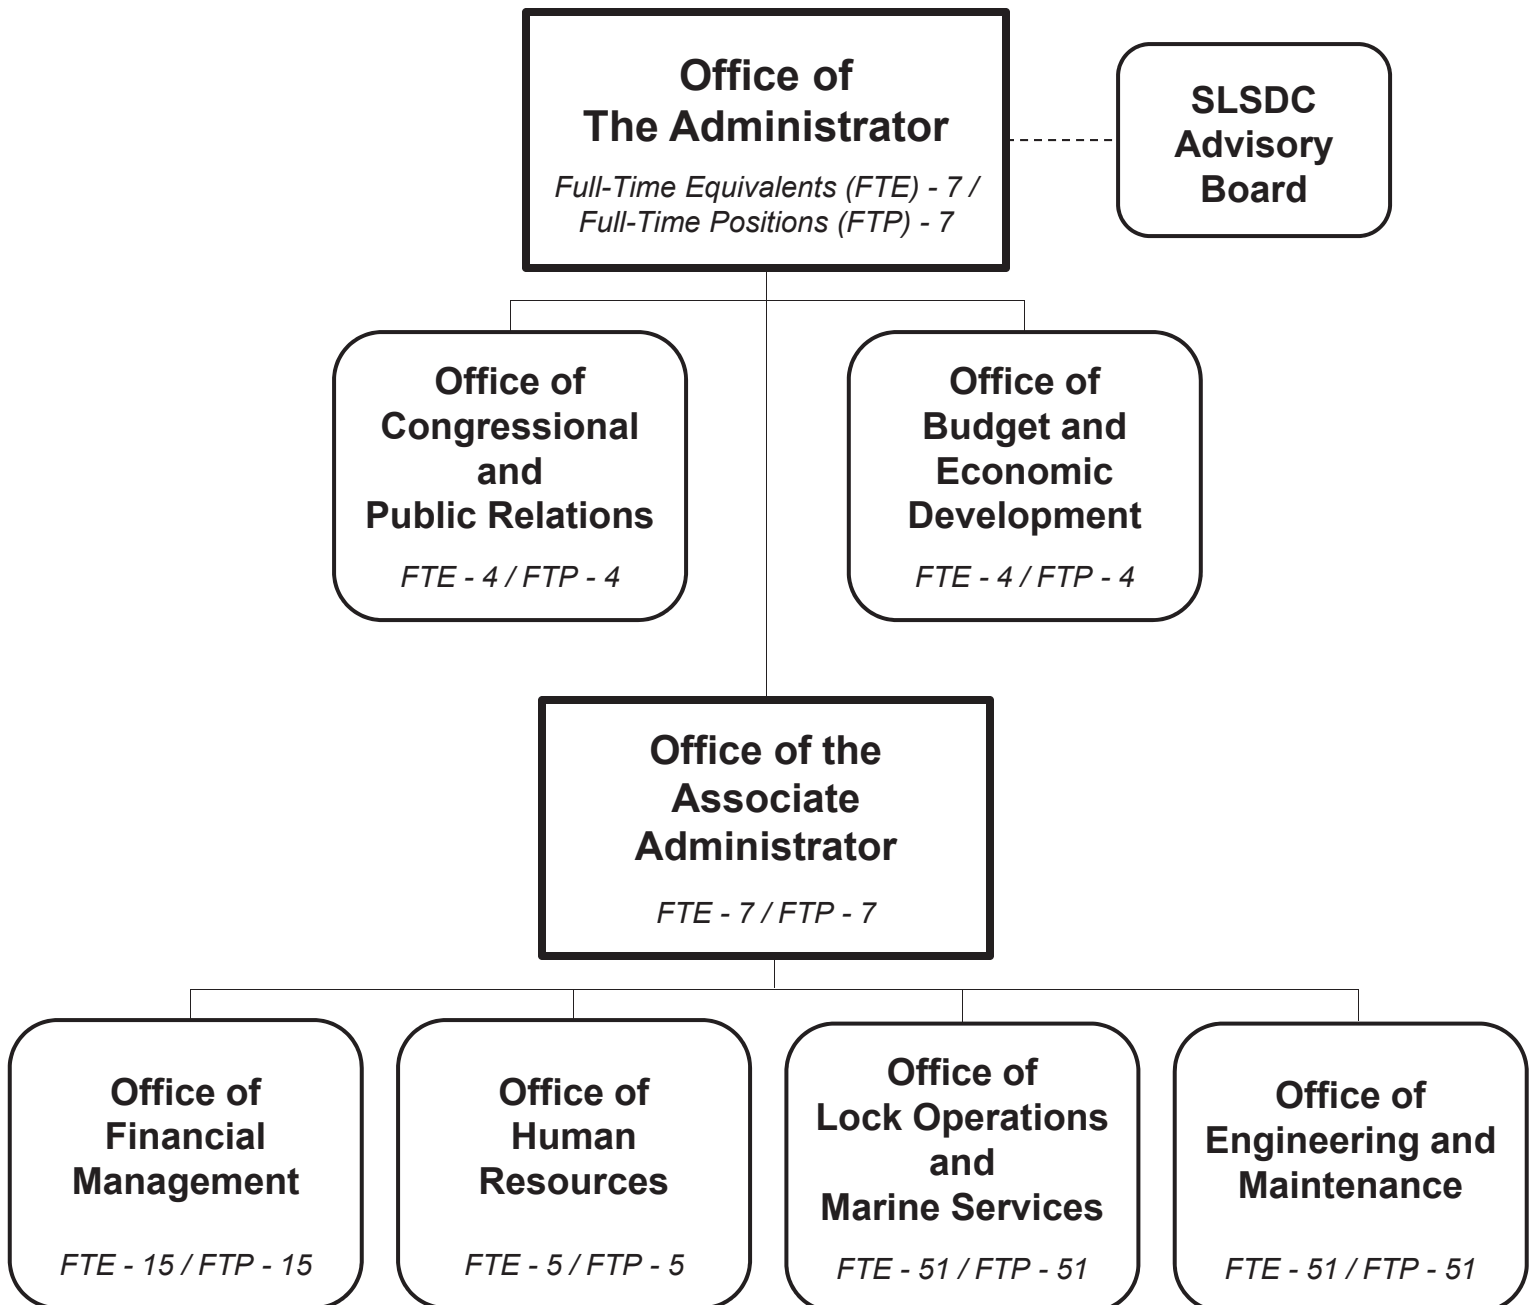 Office of
The Administrator
Full-Time Equivalents (FTE) - 7 /
Full-Time Positions (FTP) - 7
SLSDC
Advisory
Board
Office of
Congressional
and
Public Relations
FTE - 4 / FTP - 4
Office of
Budget and
Economic
Development
FTE - 4 / FTP - 4
Office of the
Associate
Administrator
FTE - 7 / FTP - 7
Office of
Financial
Management
FTE - 15 / FTP - 15
Office of
Human
Resources
FTE - 5 / FTP - 5
Office of
Lock Operations
and
Marine Services
FTE - 51 / FTP - 51
Office of
Engineering and
Maintenance
FTE - 51 / FTP - 51